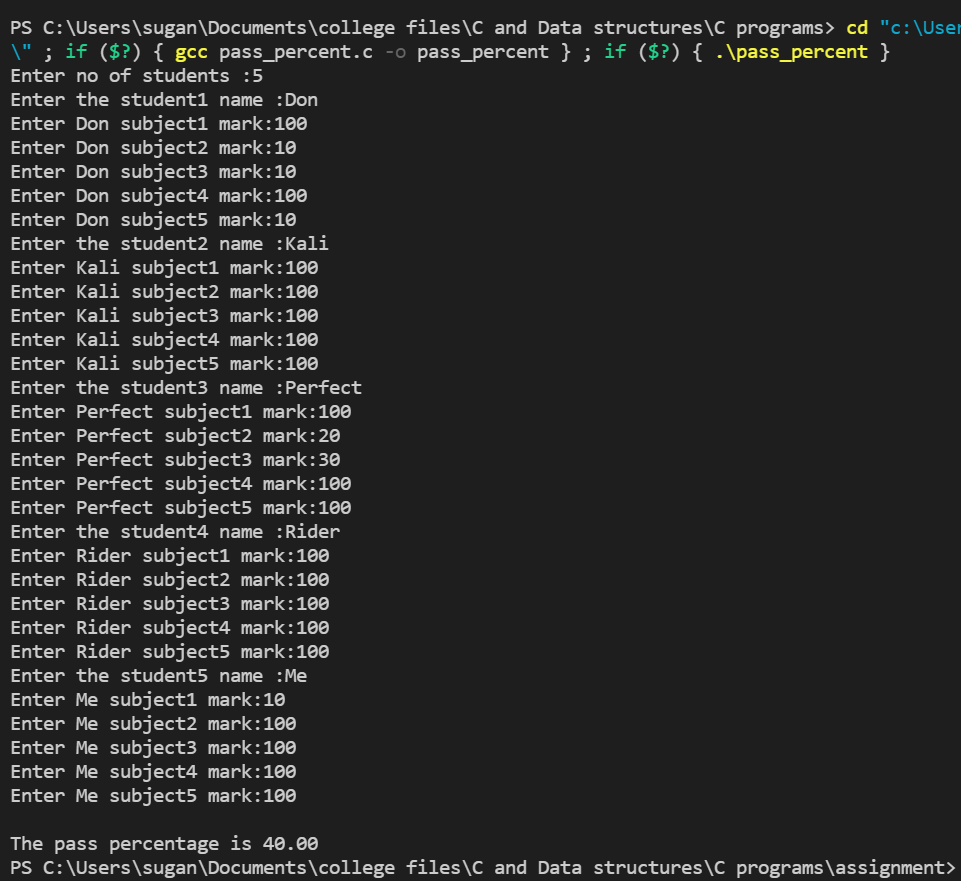 PS C:\Users\sugan\Documents\college files\C and Data structures\C programs> cd "c:\User
\" ; if ($?) { gcc pass_percent.c -o pass_percent } ; if ($?) { .\pass_percent }
Enter no of students :5
Enter the student1 name :Don
Enter Don subject1 mark:100
Enter Don subject2 mark:10
Enter Don subject3 mark:10
Enter Don subject4 mark:100
Enter Don subject5 mark:10
Enter the student2 name :Kali
Enter Kali subject1 mark:100
Enter Kali subject2 mark:100
Enter Kali subject3 mark:100
Enter Kali subject4 mark:100
Enter Kali subject5 mark:100
Enter the student3 name :Perfect
Enter Perfect subject1 mark:100
Enter Perfect subject2 mark:20
Enter Perfect subject3 mark:30
Enter Perfect subject4 mark:100
Enter Perfect subject5 mark:100
Enter the student4 name :Rider
Enter Rider subject1 mark:100
Enter Rider subject2 mark:100
Enter Rider subject3 mark:100
Enter Rider subject4 mark:100
Enter Rider subject5 mark:100
Enter the student5 name :Me
Enter Me subject1 mark:10
Enter Me subject2 mark:100
Enter Me subject3 mark:100
Enter Me subject4 mark:100
Enter Me subject5 mark:100
The pass percentage is 40.00
PS C:\Users\sugan\Documents\college files\C and Data structures\C programs\assignment>